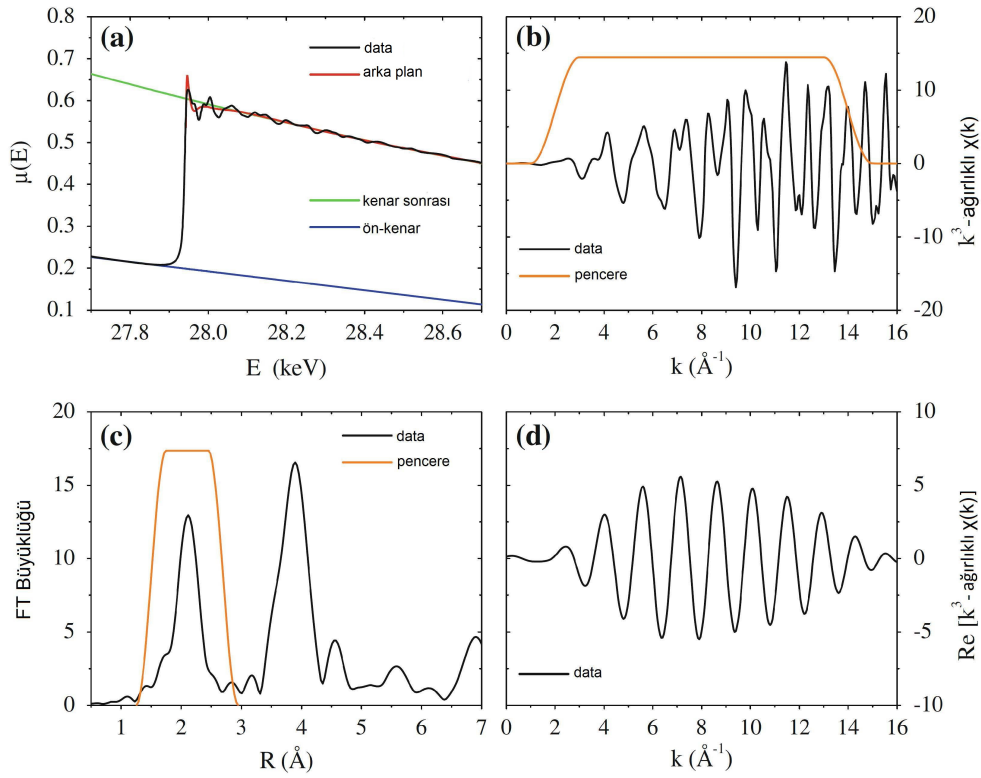 (a)
data
arka plan
kenar sonrası
ön-kenar
0.8
0.7
0.6
0.5
0.4
0.3
0.2
0.1
μ(E)
27.8 28.0 28.2 28.4 28.6
E (keV)
(b)
data
pencere
20
10
0
-10
-20
k³-ağırlıklı χ(k)
0 2 4 6 8 10 12 14 16
k (Å⁻¹)
(c)
data
pencere
20
15
10
5
0
FT Büyüklüğü
1 2 3 4 5 6 7
R (Å)
(d)
data
10
5
0
-5
-10
Re [k³-ağırlıklı χ(k)]
0 2 4 6 8 10 12 14 16
k (Å⁻¹)